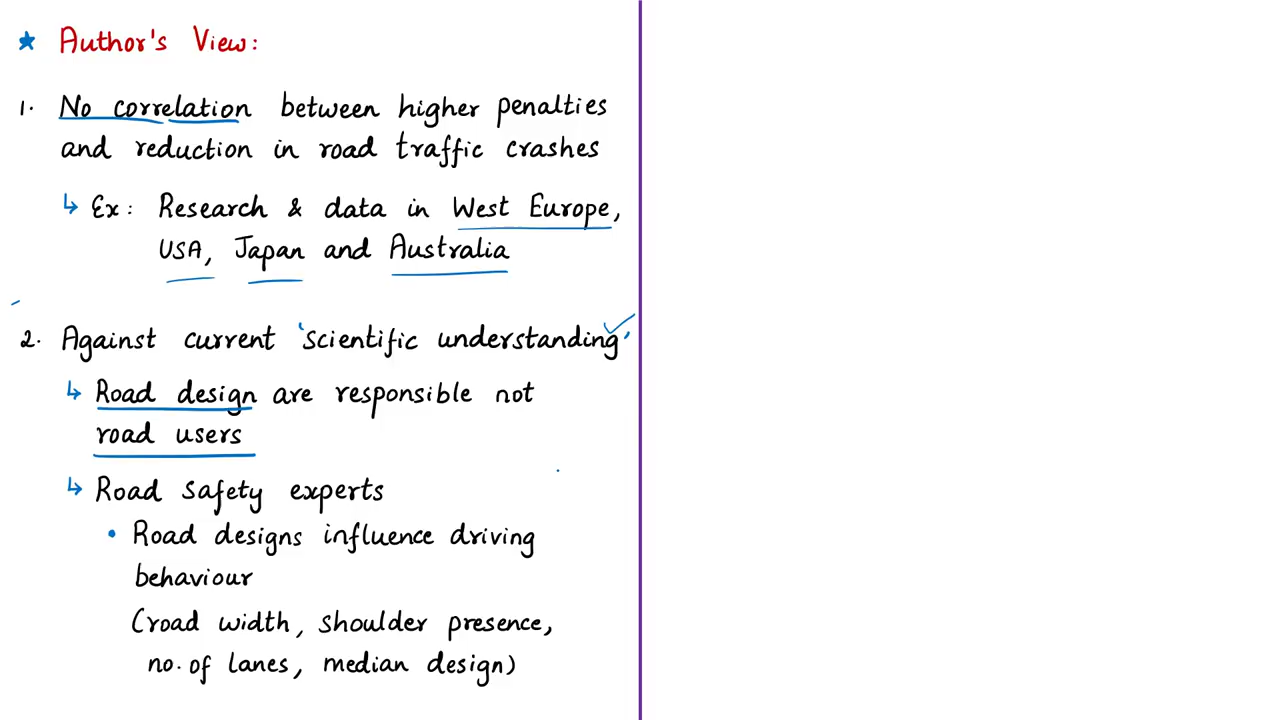 ★ Author's View:
1. No correlation between higher penalties
and reduction in road traffic crashes
↳ Ex: Research & data in West Europe,
USA, Japan and Australia
2. Against current 'scientific understanding'
↳ Road design are responsible not
road users
↳ Road safety experts
• Road designs influence driving
behaviour
(road width, shoulder presence,
no. of lanes, median design)